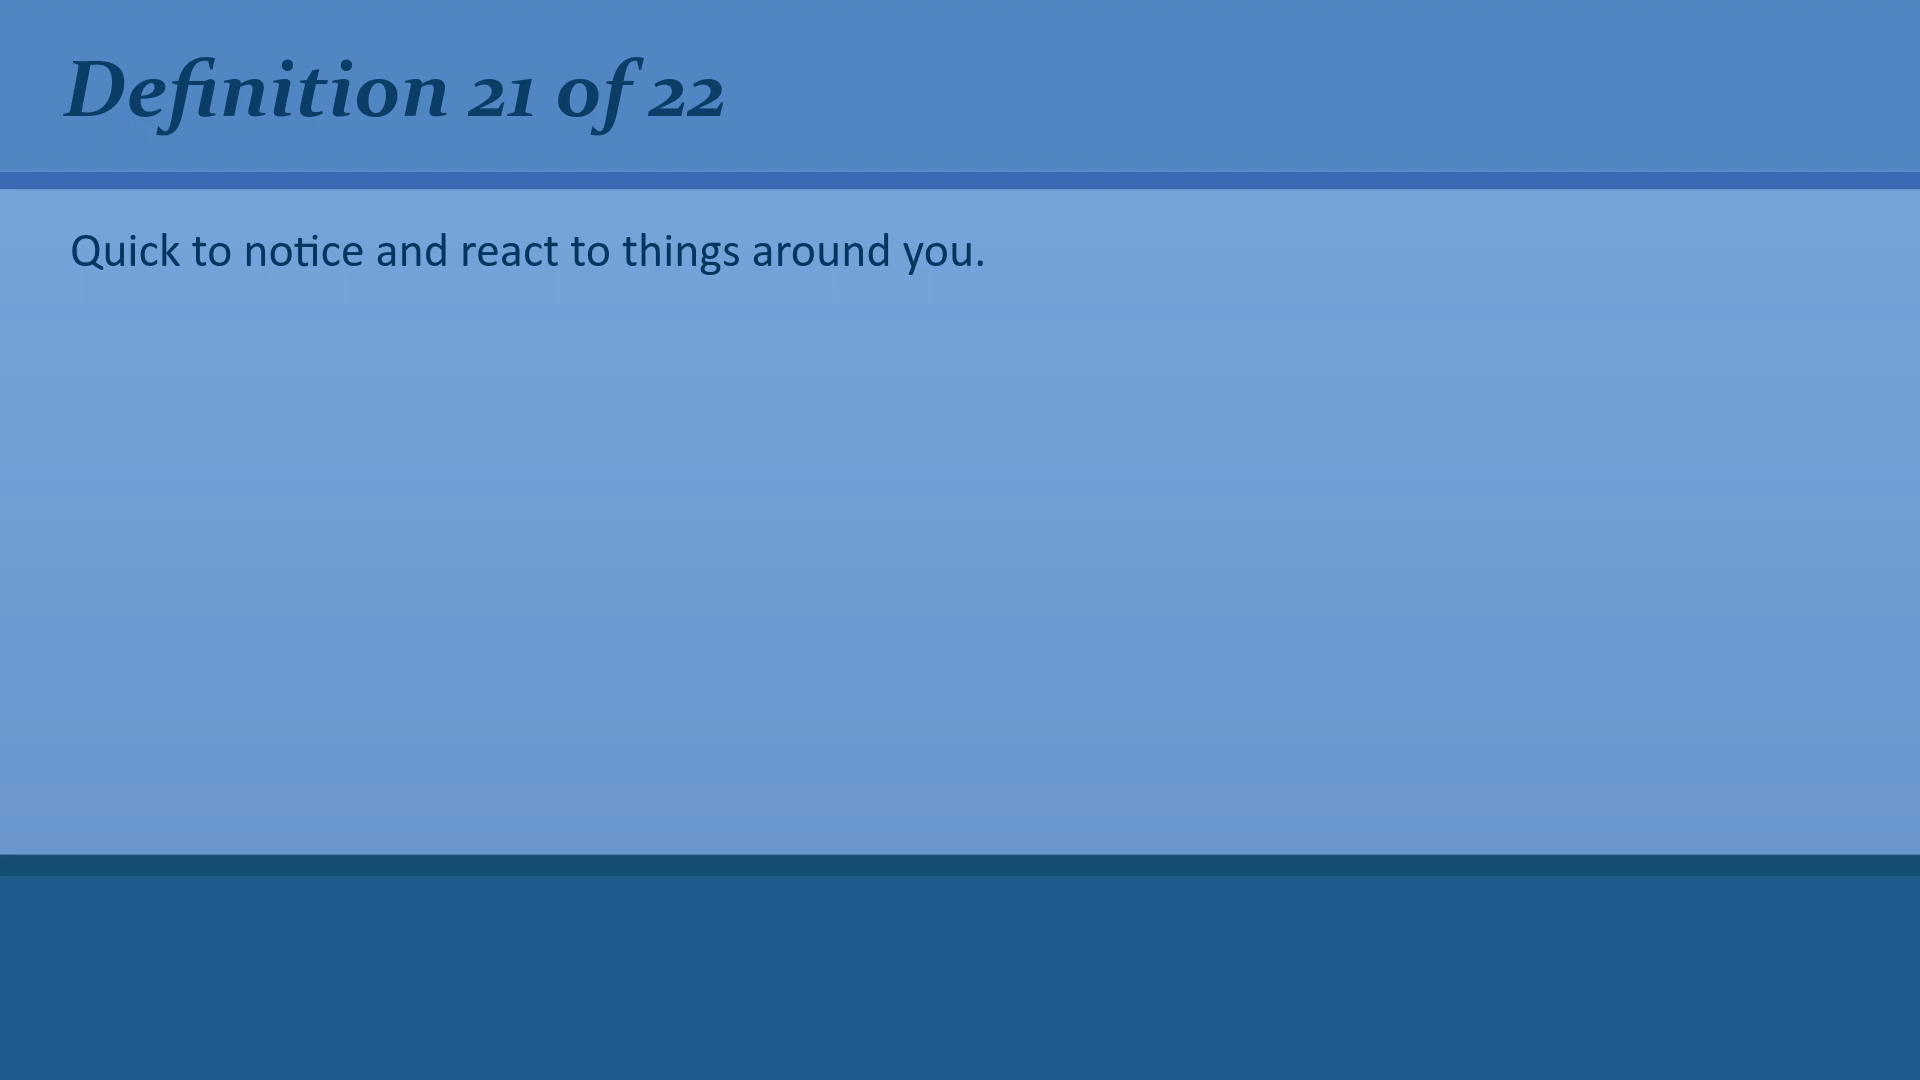 Definition 21 of 22
Quick to notice and react to things around you.